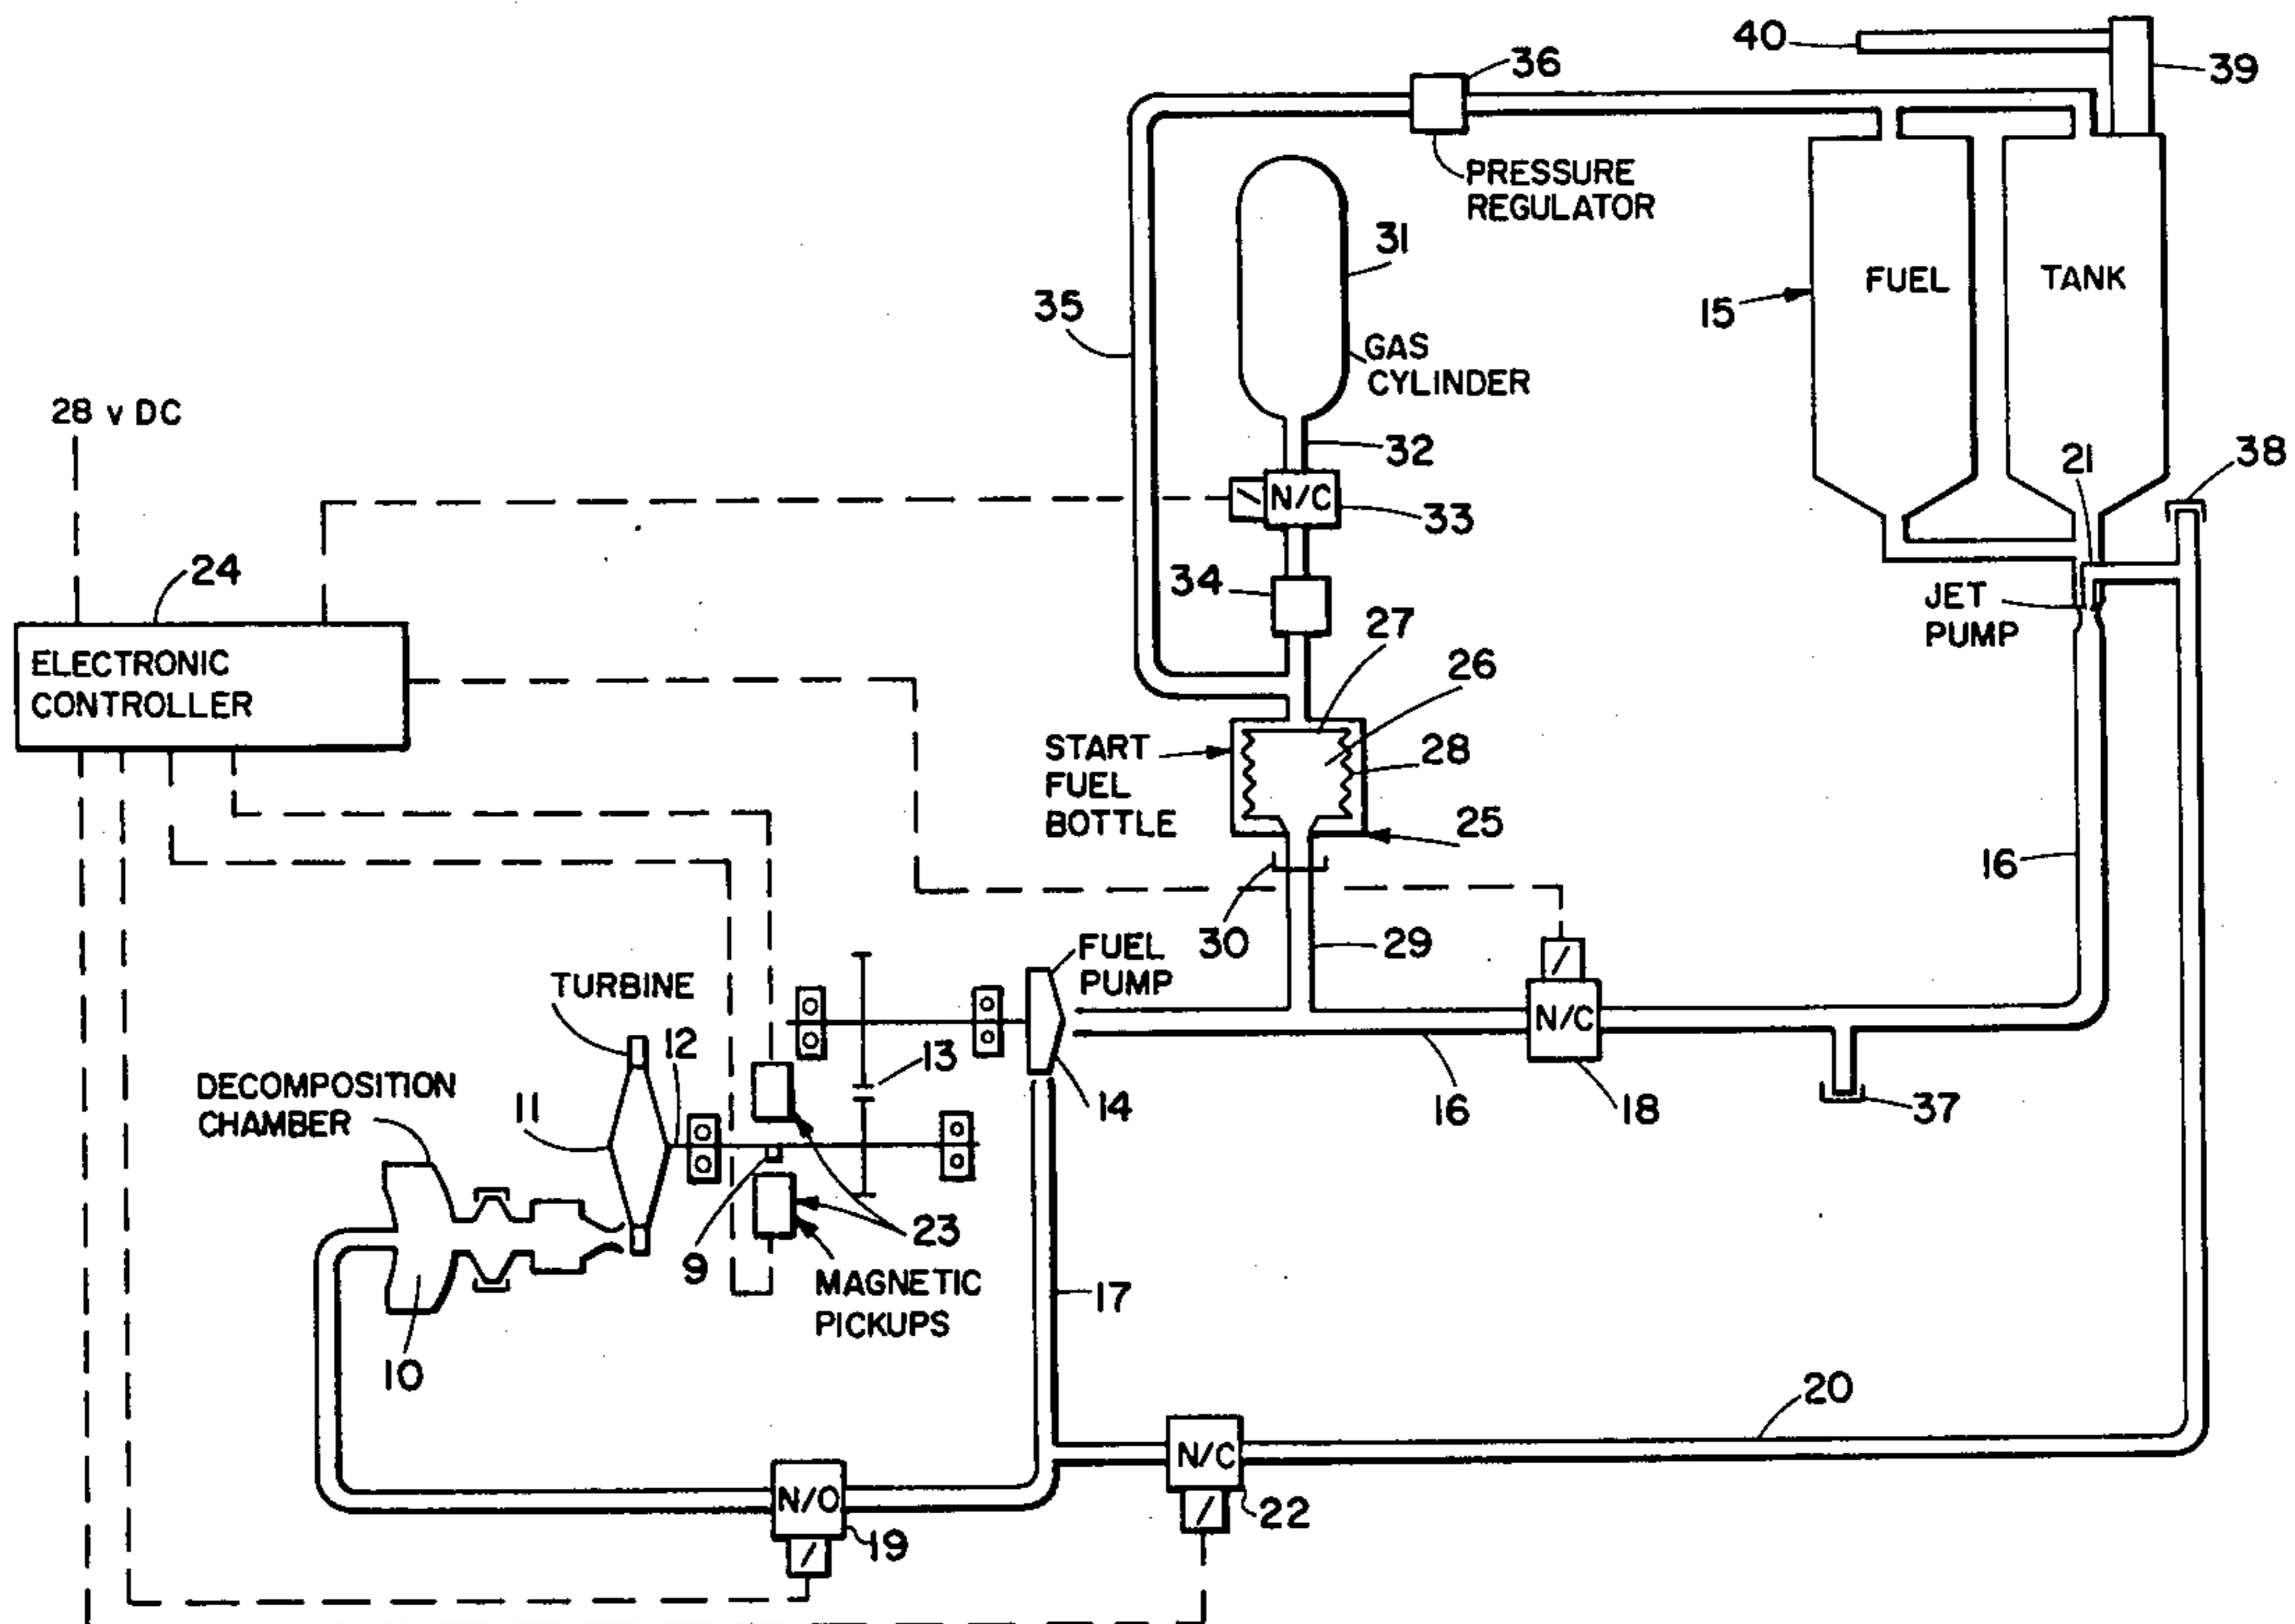 40
39
36
PRESSURE
REGULATOR
31
FUEL
TANK
15
35
GAS
CYLINDER
28 v DC
32
21
38
N/C
33
24
34
JET
PUMP
27
ELECTRONIC
CONTROLLER
26
START
FUEL
BOTTLE
28
25
16
30
29
FUEL
PUMP
TURBINE
12
N/C
13
DECOMPOSITION
CHAMBER
11
14
16
18
37
9
23
MAGNETIC
PICKUPS
17
10
20
N/C
N/O
22
19